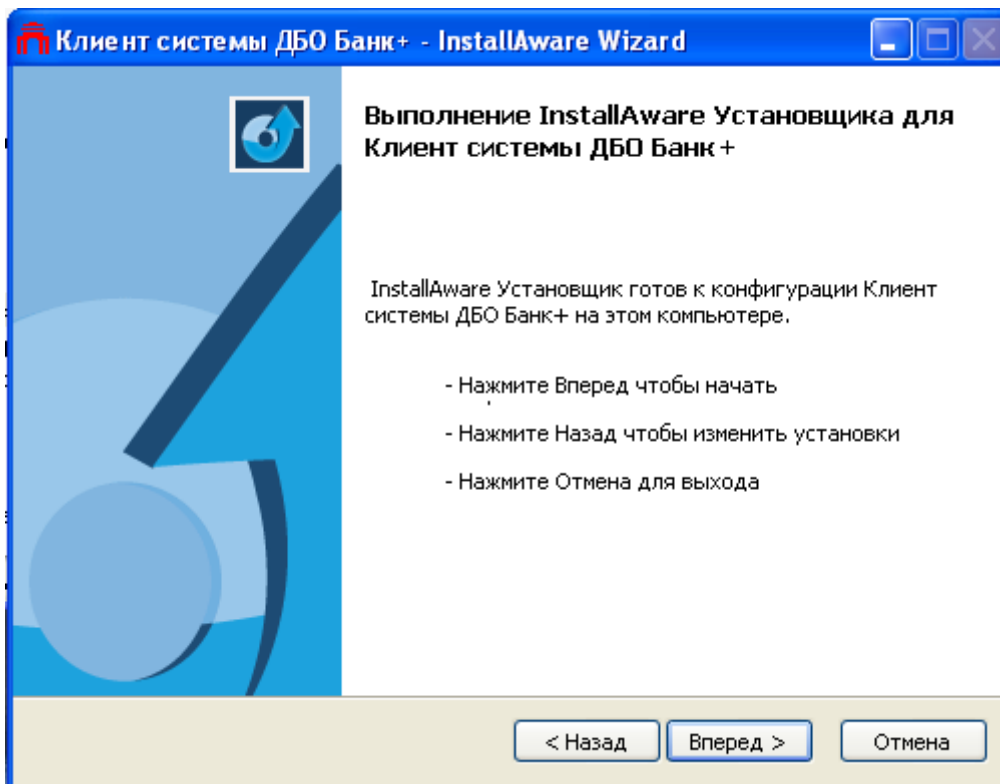 Клиент системы ДБО Банк+ - InstallAware Wizard
Выполнение InstallAware Установщика для
Клиент системы ДБО Банк+
InstallAware Установщик готов к конфигурации Клиент
системы ДБО Банк+ на этом компьютере.
- Нажмите Вперед чтобы начать
- Нажмите Назад чтобы изменить установки
- Нажмите Отмена для выхода
< Назад
Вперед >
Отмена